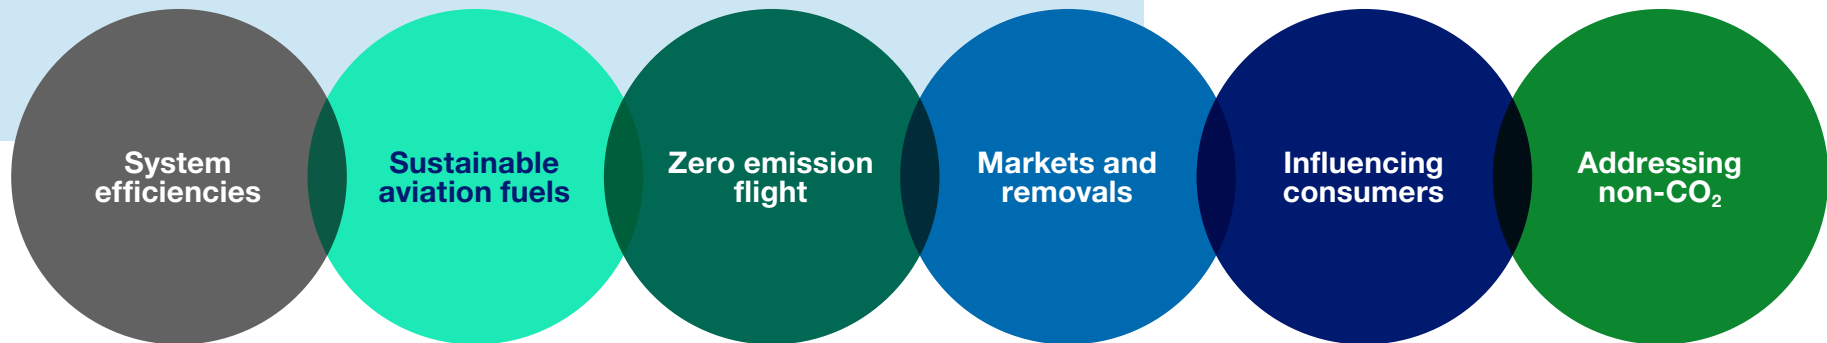 System
efficiencies
Sustainable
aviation fuels
Zero emission
flight
Markets and
removals
Influencing
consumers
Addressing
non-CO₂